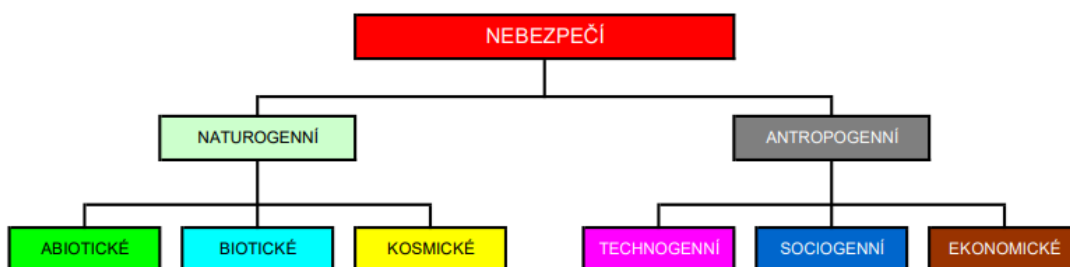 NEBEZPEČÍ
NATUROGENNÍ
ANTROPOGENNÍ
ABIOTICKÉ
BIOTICKÉ
KOSMICKÉ
TECHNOGENNÍ
SOCIOGENNÍ
EKONOMICKÉ